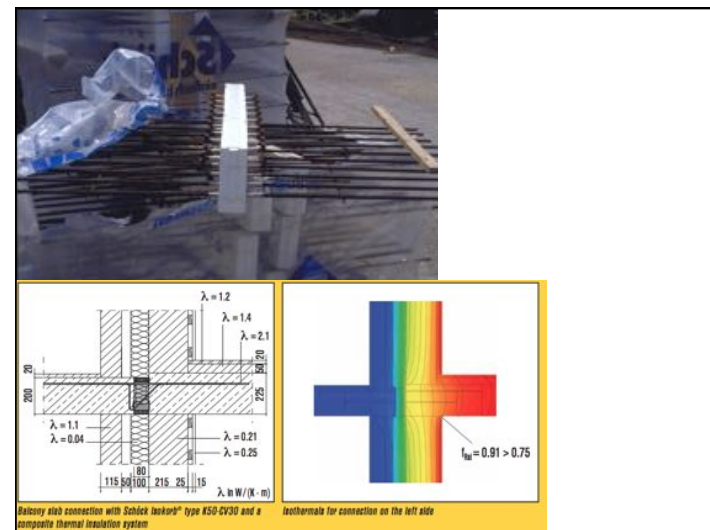 Schöck
λ = 1.2
λ = 1.4
λ = 2.1
20
200
20
50
225
λ = 1.1
λ = 0.04
λ = 0.21
λ = 0.25
80
115 50 100 215 25 15
λ in W/(K · m)
fRsi = 0.91 > 0.75
Balcony slab connection with Schöck Isokorb® type K50-CV30 and a
composite thermal insulation system
Isothermals for connection on the left side